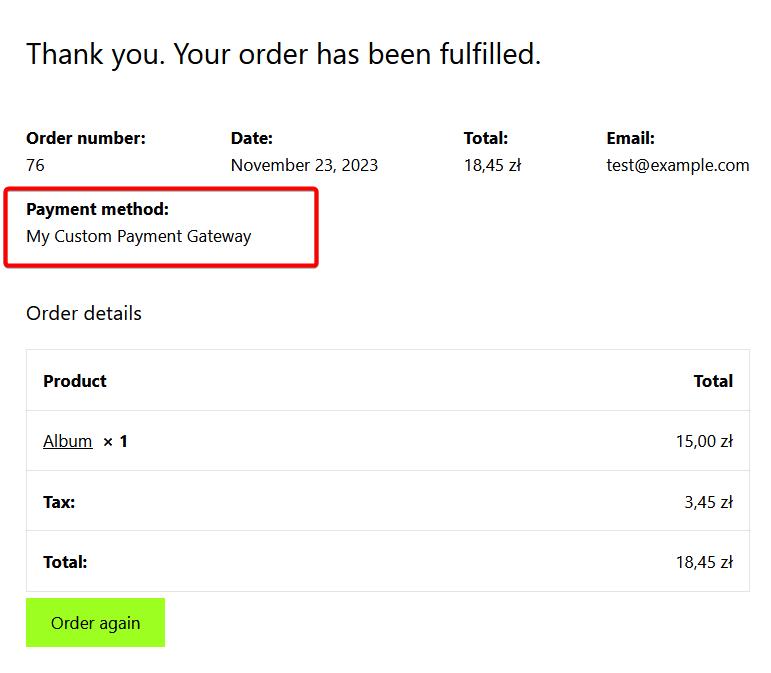 Thank you. Your order has been fulfilled.
Order number: Date: Total: Email:
76 November 23, 2023 18,45 zł test@example.com
Payment method:
My Custom Payment Gateway
Order details
Product Total
Album × 1 15,00 zł
Tax: 3,45 zł
Total: 18,45 zł
Order again